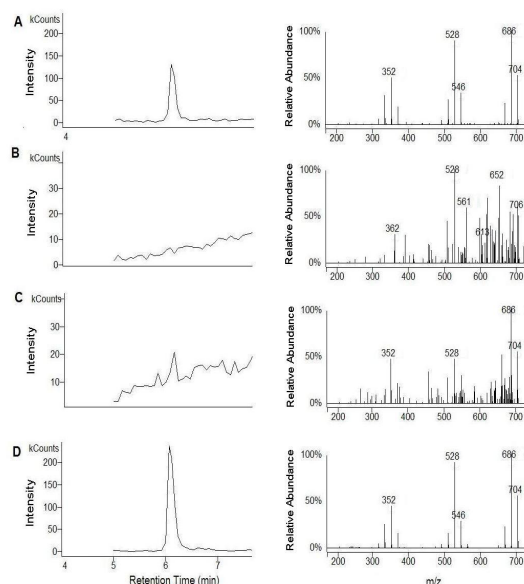 A
kCounts
Intensity
200
150
100
50
0
4
Relative Abundance
100%
50%
0%
352
528
546
686
704
200 300 400 500 600 700
B
kCounts
Intensity
30
20
10
0
Relative Abundance
100%
50%
0%
362
528
561
613
652
706
200 300 400 500 600 700
C
kCounts
Intensity
30
20
10
Relative Abundance
100%
50%
0%
352
528
686
704
200 300 400 500 600 700
D
kCounts
Intensity
200
150
100
50
0
4 5 6 7
Retention Time (min)
Relative Abundance
100%
50%
0%
352
528
546
686
704
200 300 400 500 600 700
m/z